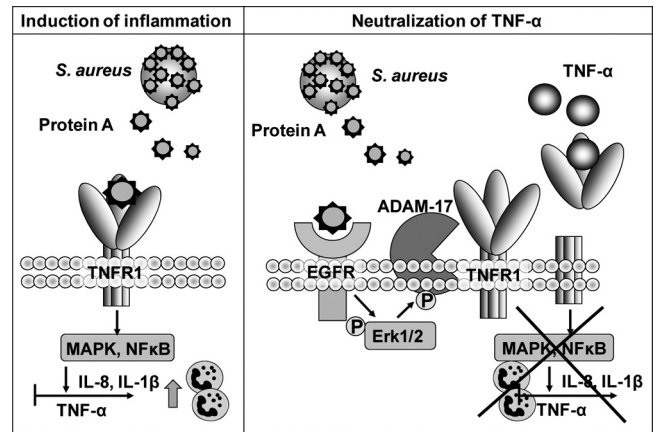 Induction of inflammation
S. aureus
Protein A
TNFR1
MAPK, NFκB
IL-8, IL-1β
TNF-α
Neutralization of TNF-α
S. aureus
TNF-α
Protein A
ADAM-17
EGFR
TNFR1
P
P
Erk1/2
MAPK, NFκB
IL-8, IL-1β
TNF-α